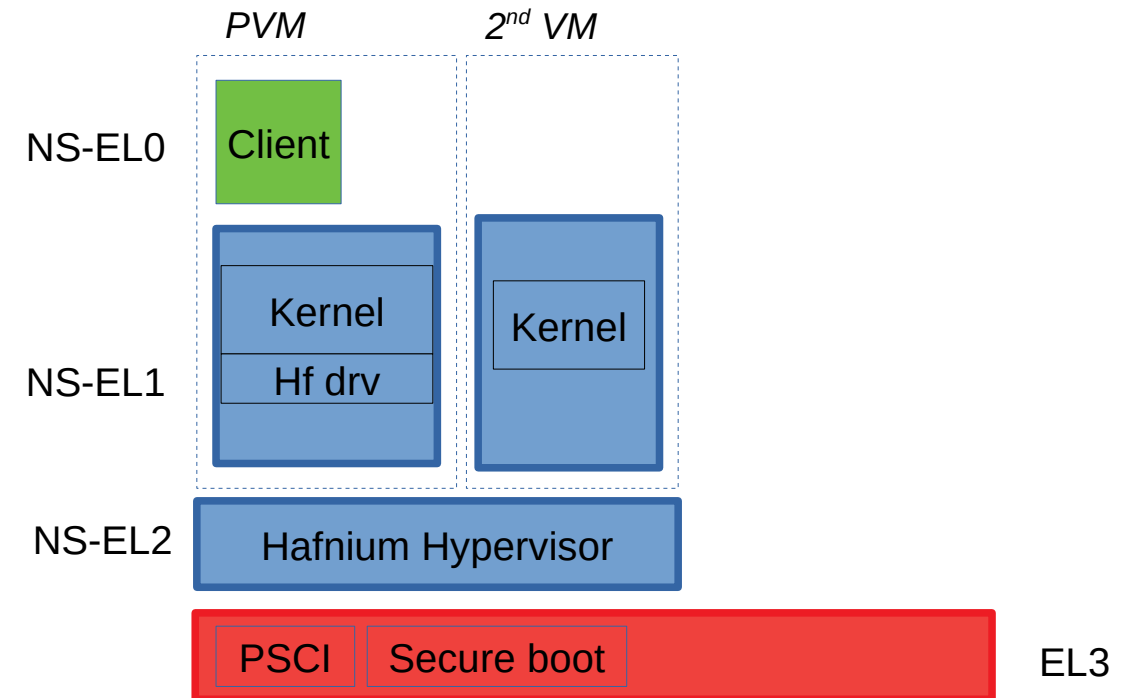 PVM
2nd VM
NS-EL0
Client
Kernel
Kernel
NS-EL1
Hf drv
NS-EL2
Hafnium Hypervisor
PSCI
Secure boot
EL3